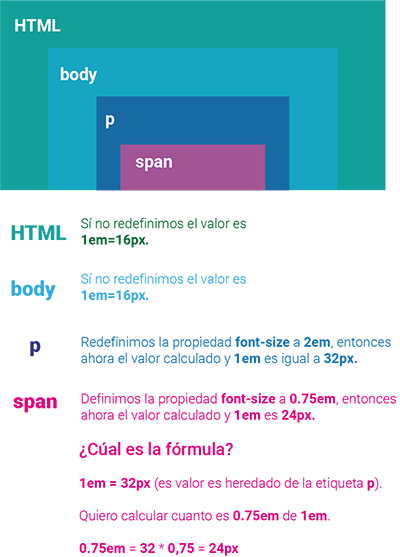 HTML
body
p
span
HTML
Sí no redefinimos el valor es
1em=16px.
body
Sí no redefinimos el valor es
1em=16px.
p
Redefinimos la propiedad font-size a 2em, entonces
ahora el valor calculado y 1em es igual a 32px.
span
Definimos la propiedad font-size a 0.75em, entonces
ahora el valor calculado y 1em es 24px.
¿Cúal es la fórmula?
1em = 32px (es valor es heredado de la etiqueta p).
Quiero calcular cuanto es 0.75em de 1em.
0.75em = 32 * 0,75 = 24px